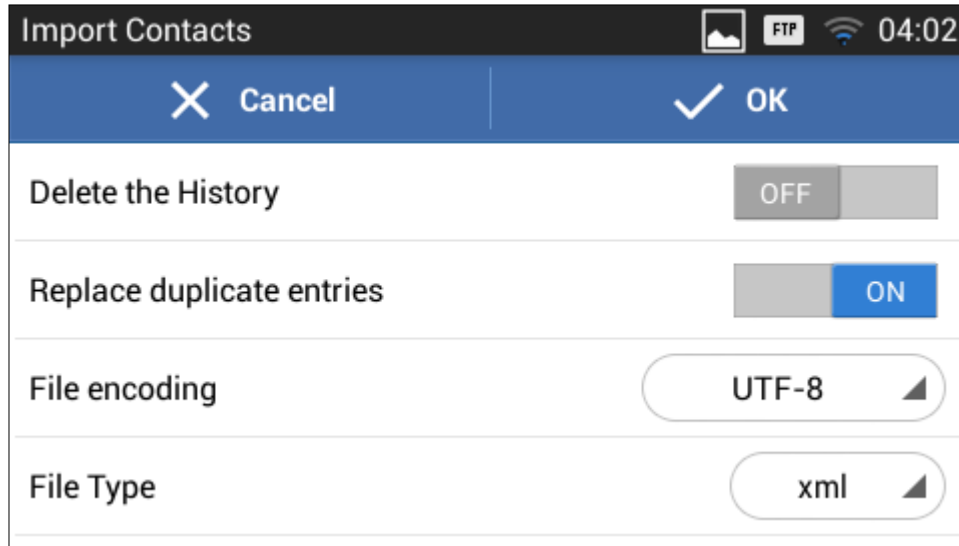 Import Contacts FTP 04:02
Cancel OK
Delete the History OFF
Replace duplicate entries ON
File encoding UTF-8
File Type xml